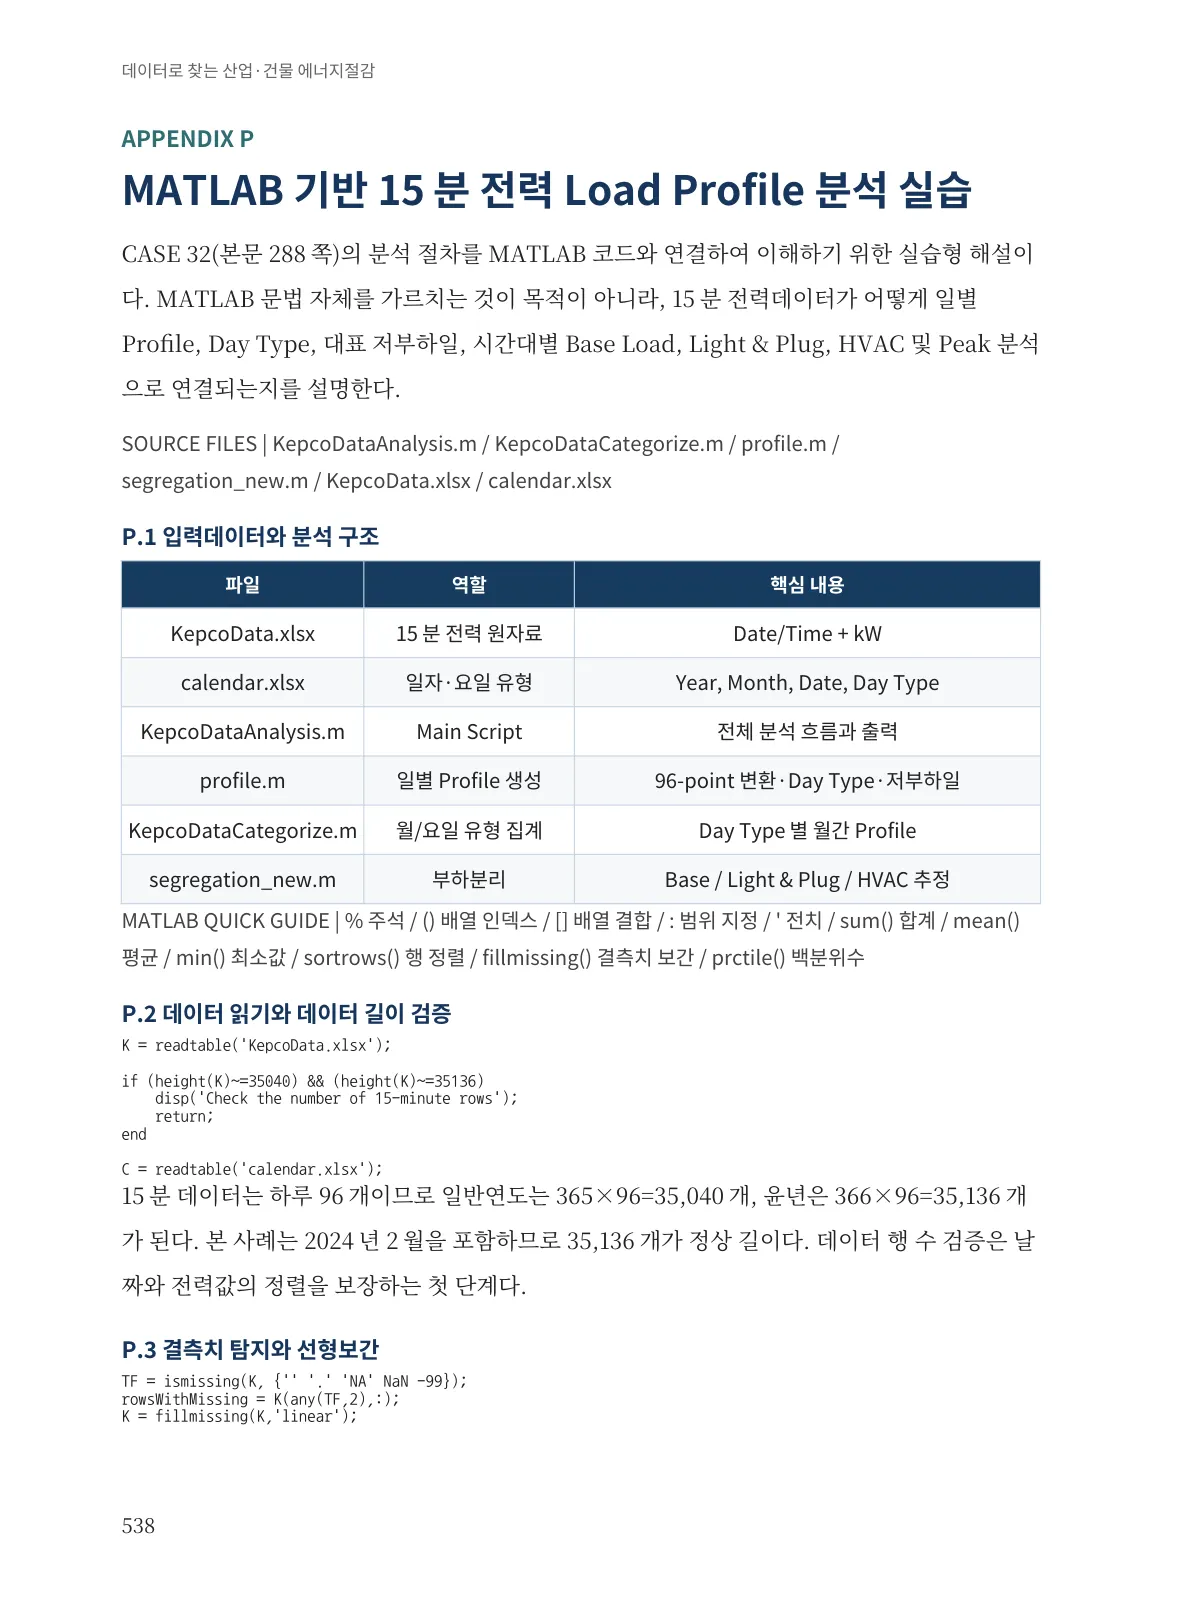 데이터로 찾는 산업·건물 에너지절감
APPENDIX P
MATLAB 기반 15 분 전력 Load Profile 분석 실습
CASE 32(본문 288 쪽)의 분석 절차를 MATLAB 코드와 연결하여 이해하기 위한 실습형 해설이
다. MATLAB 문법 자체를 가르치는 것이 목적이 아니라, 15 분 전력데이터가 어떻게 일별
Profile, Day Type, 대표 저부하일, 시간대별 Base Load, Light & Plug, HVAC 및 Peak 분석
으로 연결되는지를 설명한다.
SOURCE FILES | KepcoDataAnalysis.m / KepcoDataCategorize.m / profile.m /
segregation_new.m / KepcoData.xlsx / calendar.xlsx
P.1 입력데이터와 분석 구조
파일 역할 핵심 내용
KepcoData.xlsx 15 분 전력 원자료 Date/Time + kW
calendar.xlsx 일자·요일 유형 Year, Month, Date, Day Type
KepcoDataAnalysis.m Main Script 전체 분석 흐름과 출력
profile.m 일별 Profile 생성 96-point 변환·Day Type·저부하일
KepcoDataCategorize.m 월/요일 유형 집계 Day Type 별 월간 Profile
segregation_new.m 부하분리 Base / Light & Plug / HVAC 추정
MATLAB QUICK GUIDE | % 주석 / () 배열 인덱스 / [] 배열 결합 / : 범위 지정 / ' 전치 / sum() 합계 / mean()
평균 / min() 최소값 / sortrows() 행 정렬 / fillmissing() 결측치 보간 / prctile() 백분위수
P.2 데이터 읽기와 데이터 길이 검증
K = readtable('KepcoData.xlsx');
if (height(K)~=35040) && (height(K)~=35136)
    disp('Check the number of 15-minute rows');
    return;
end
C = readtable('calendar.xlsx');
15 분 데이터는 하루 96 개이므로 일반연도는 365×96=35,040 개, 윤년은 366×96=35,136 개
가 된다. 본 사례는 2024 년 2 월을 포함하므로 35,136 개가 정상 길이다. 데이터 행 수 검증은 날
짜와 전력값의 정렬을 보장하는 첫 단계다.
P.3 결측치 탐지와 선형보간
TF = ismissing(K, {'' '.' 'NA' NaN -99});
rowsWithMissing = K(any(TF,2),:);
K = fillmissing(K,'linear');
538